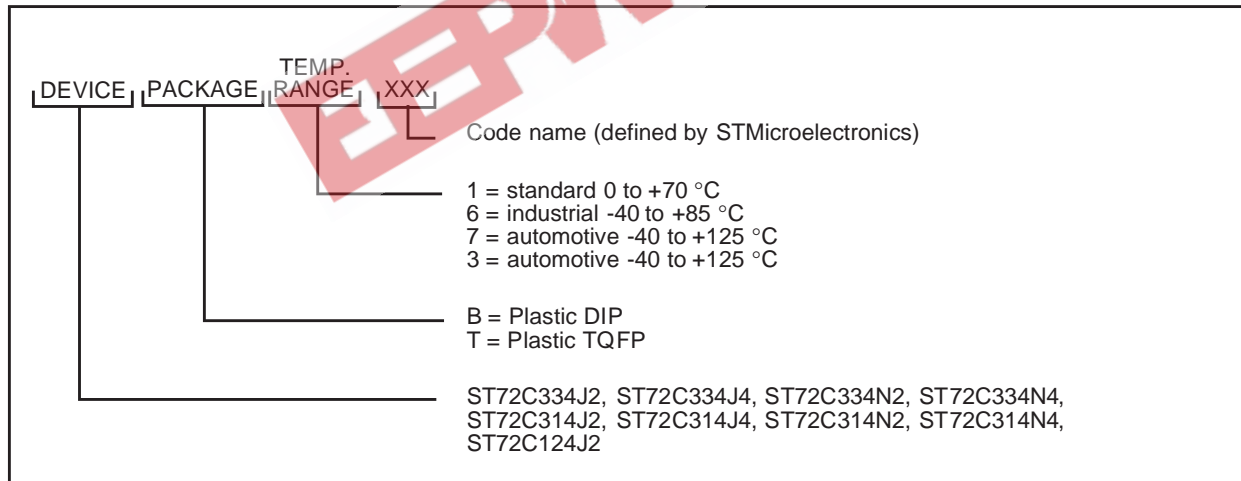 EEPW
TEMP.
DEVICE PACKAGE RANGE XXX
Code name (defined by STMicroelectronics)
1 = standard 0 to +70 °C
6 = industrial -40 to +85 °C
7 = automotive -40 to +125 °C
3 = automotive -40 to +125 °C
B = Plastic DIP
T = Plastic TQFP
ST72C334J2, ST72C334J4, ST72C334N2, ST72C334N4,
ST72C314J2, ST72C314J4, ST72C314N2, ST72C314N4,
ST72C124J2